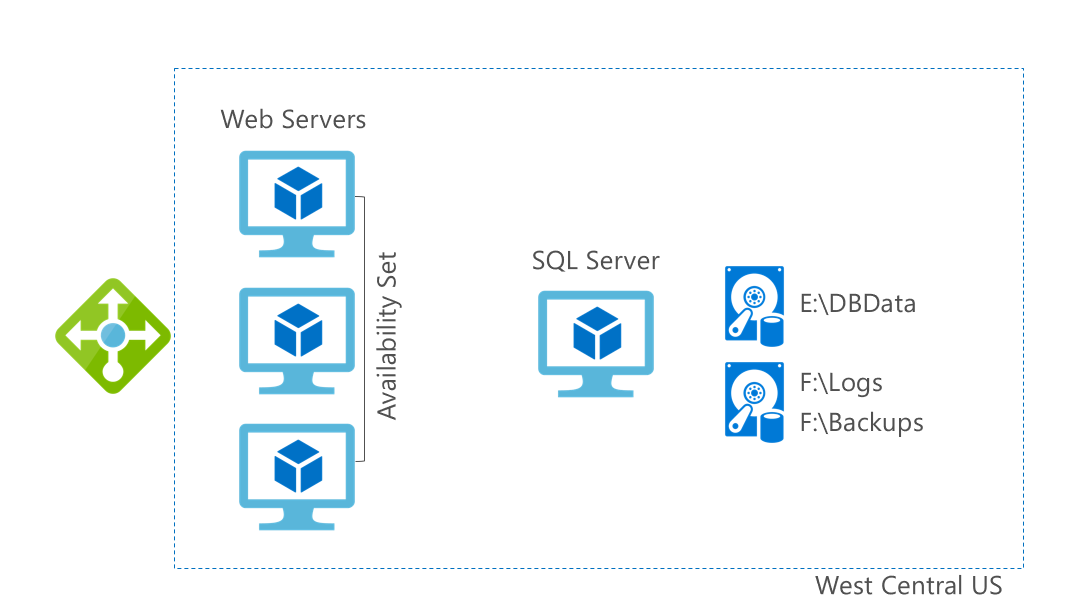 Web Servers
Availability Set
SQL Server
E:\DBData
F:\Logs
F:\Backups
West Central US